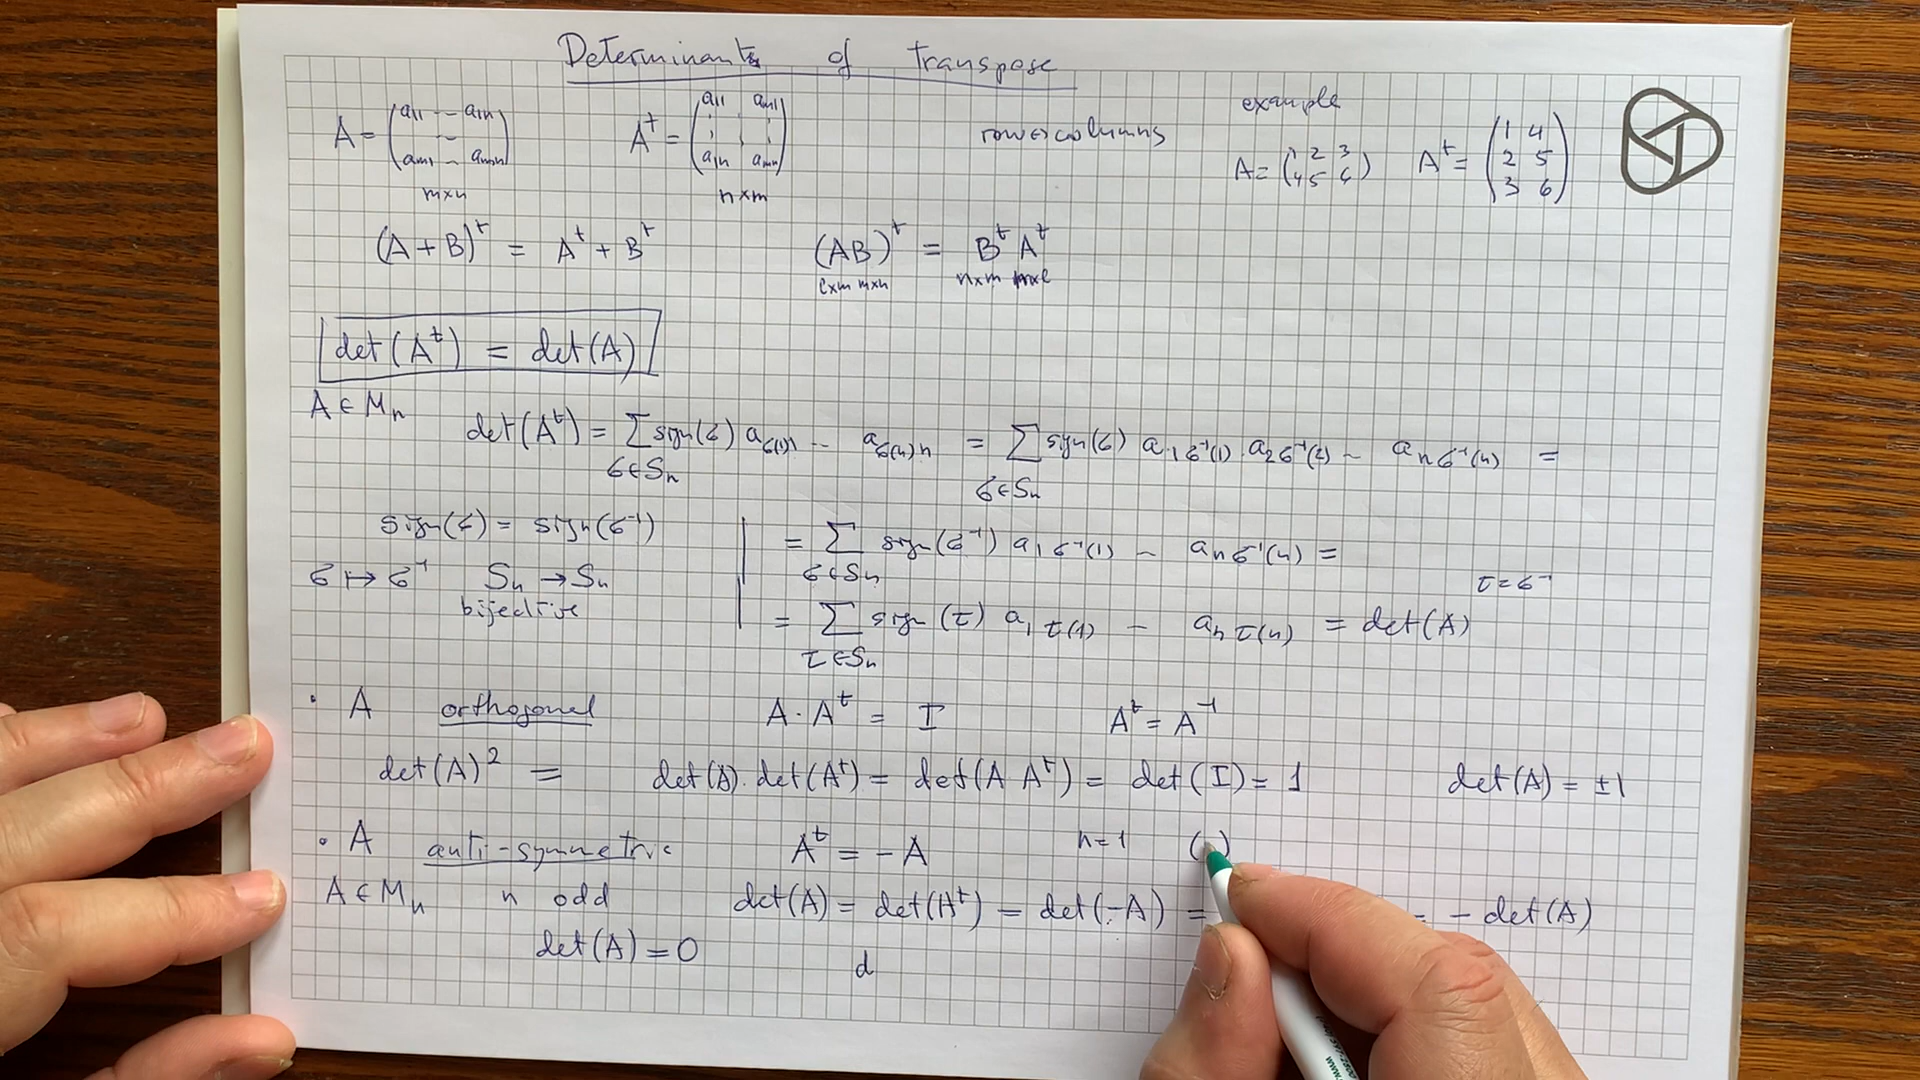 Determinants of transpose
A = (a11 -- a1n -- am1 -- amn) m×n A^t = (a11 am1 a1n amn) n×m rows ↔ columns example A = (1 2 3 4 5 6) A^t = (1 4 2 5 3 6)
(A + B)^t = A^t + B^t (AB)^t = B^t A^t
l×m m×n n×m m×l
det(A^t) = det(A)
A ∈ Mn
det(A^t) = ∑ sign(σ) aσ(1)1 -- aσ(n)n = ∑ sign(σ) a1σ⁻¹(1) · a2σ⁻¹(2) -- anσ⁻¹(n) =
σ∈Sn σ∈Sn
sign(σ) = sign(σ⁻¹) = ∑ sign(σ⁻¹) a1σ⁻¹(1) -- anσ⁻¹(n) =
σ ↦ σ⁻¹ Sn → Sn σ∈Sn τ = σ⁻¹
bijective = ∑ sign(τ) a1τ(1) -- anτ(n) = det(A)
τ∈Sn
• A orthogonal A · A^t = I A^t = A⁻¹
det(A)² = det(A) · det(A^t) = det(A A^t) = det(I) = 1 det(A) = ±1
• A anti-symmetric A^t = -A n=1 ( )
A ∈ Mn n odd det(A) = det(A^t) = det(-A) = = - det(A)
det(A) = 0 d